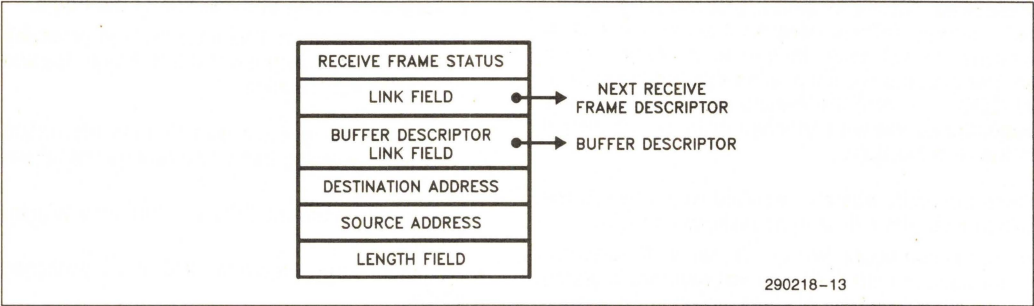 RECEIVE FRAME STATUS
LINK FIELD
NEXT RECEIVE
FRAME DESCRIPTOR
BUFFER DESCRIPTOR
LINK FIELD
BUFFER DESCRIPTOR
DESTINATION ADDRESS
SOURCE ADDRESS
LENGTH FIELD
290218–13